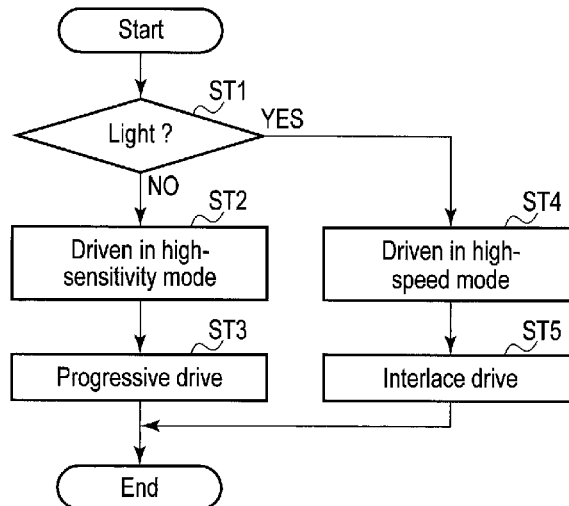 Start
ST1
Light ?
YES
NO
ST2
Driven in high-
sensitivity mode
ST4
Driven in high-
speed mode
ST3
Progressive drive
ST5
Interlace drive
End